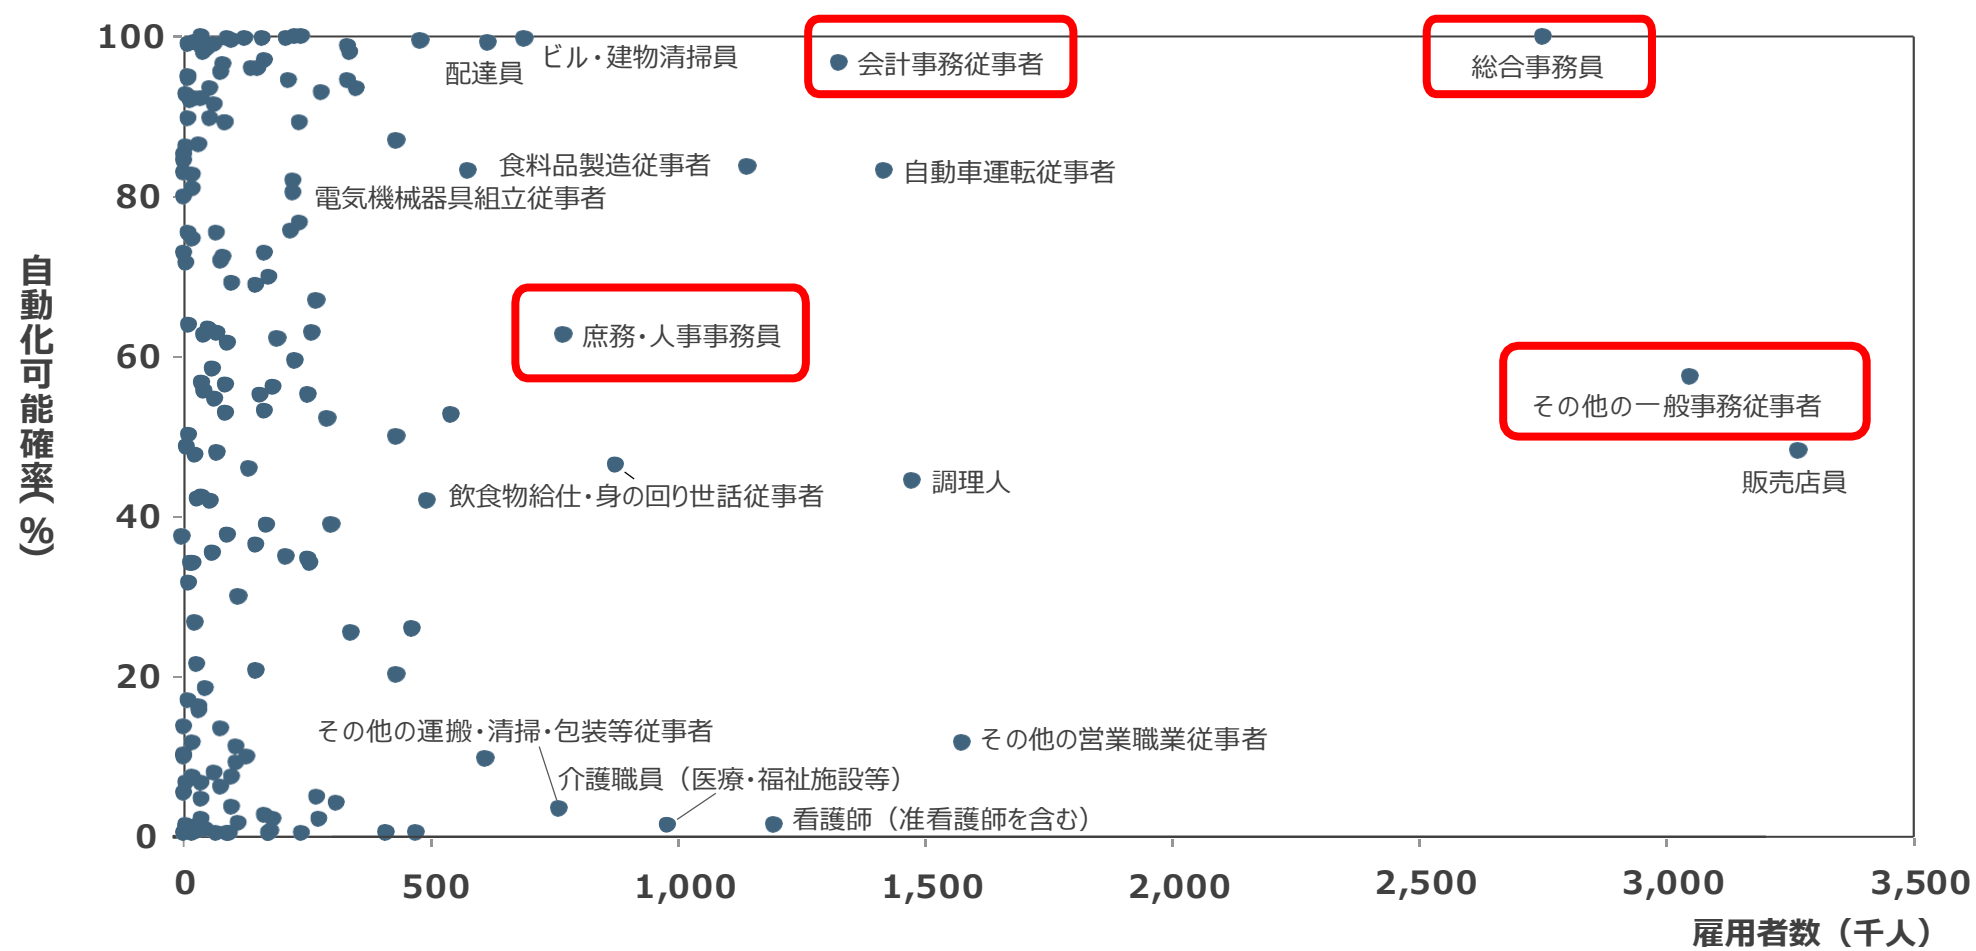 100
ビル・建物清掃員
会計事務従事者
総合事務員
配達員
食料品製造従事者
自動車運転従事者
80
電気機械器具組立従事者
自動化可能確率(%)
庶務・人事事務員
60
その他の一般事務従事者
調理人
販売店員
飲食物給仕・身の回り世話従事者
40
20
その他の運搬・清掃・包装等従事者
その他の営業職業従事者
介護職員（医療・福祉施設等）
看護師（准看護師を含む）
0
0
500
1,000
1,500
2,000
2,500
3,000
3,500
雇用者数（千人）